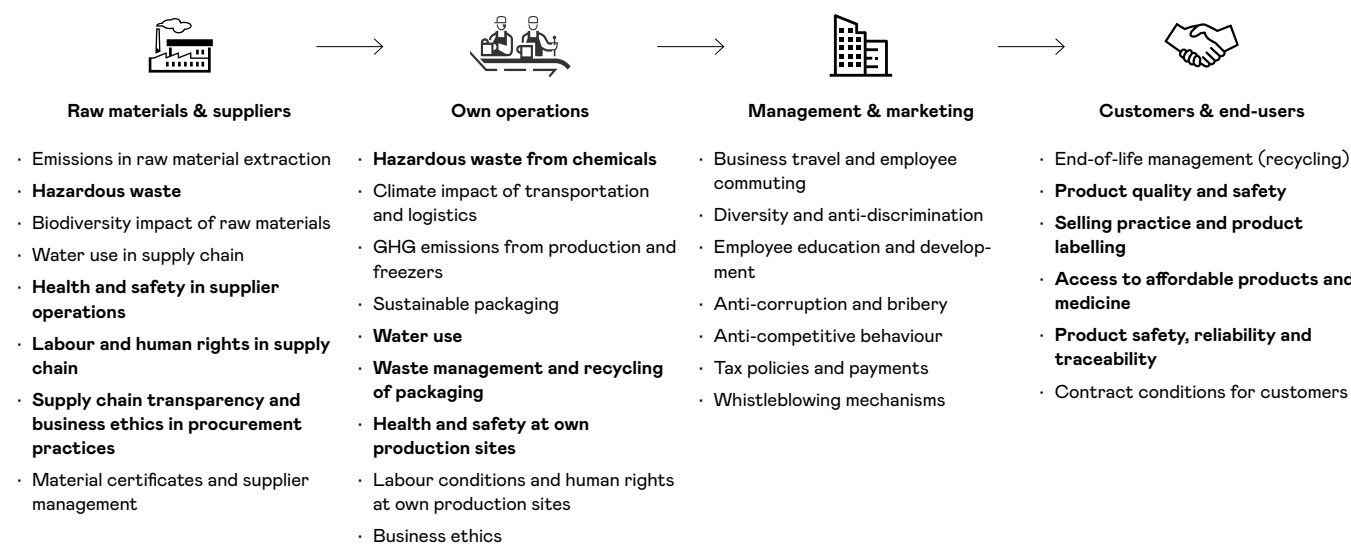 Raw materials & suppliers
· Emissions in raw material extraction
· Hazardous waste
· Biodiversity impact of raw materials
· Water use in supply chain
· Health and safety in supplier
operations
· Labour and human rights in supply
chain
· Supply chain transparency and
business ethics in procurement
practices
· Material certificates and supplier
management
Own operations
· Hazardous waste from chemicals
· Climate impact of transportation
and logistics
· GHG emissions from production and
freezers
· Sustainable packaging
· Water use
· Waste management and recycling
of packaging
· Health and safety at own
production sites
· Labour conditions and human rights
at own production sites
· Business ethics
Management & marketing
· Business travel and employee
commuting
· Diversity and anti-discrimination
· Employee education and develop-
ment
· Anti-corruption and bribery
· Anti-competitive behaviour
· Tax policies and payments
· Whistleblowing mechanisms
Customers & end-users
· End-of-life management (recycling)
· Product quality and safety
· Selling practice and product
labelling
· Access to affordable products and
medicine
· Product safety, reliability and
traceability
· Contract conditions for customers